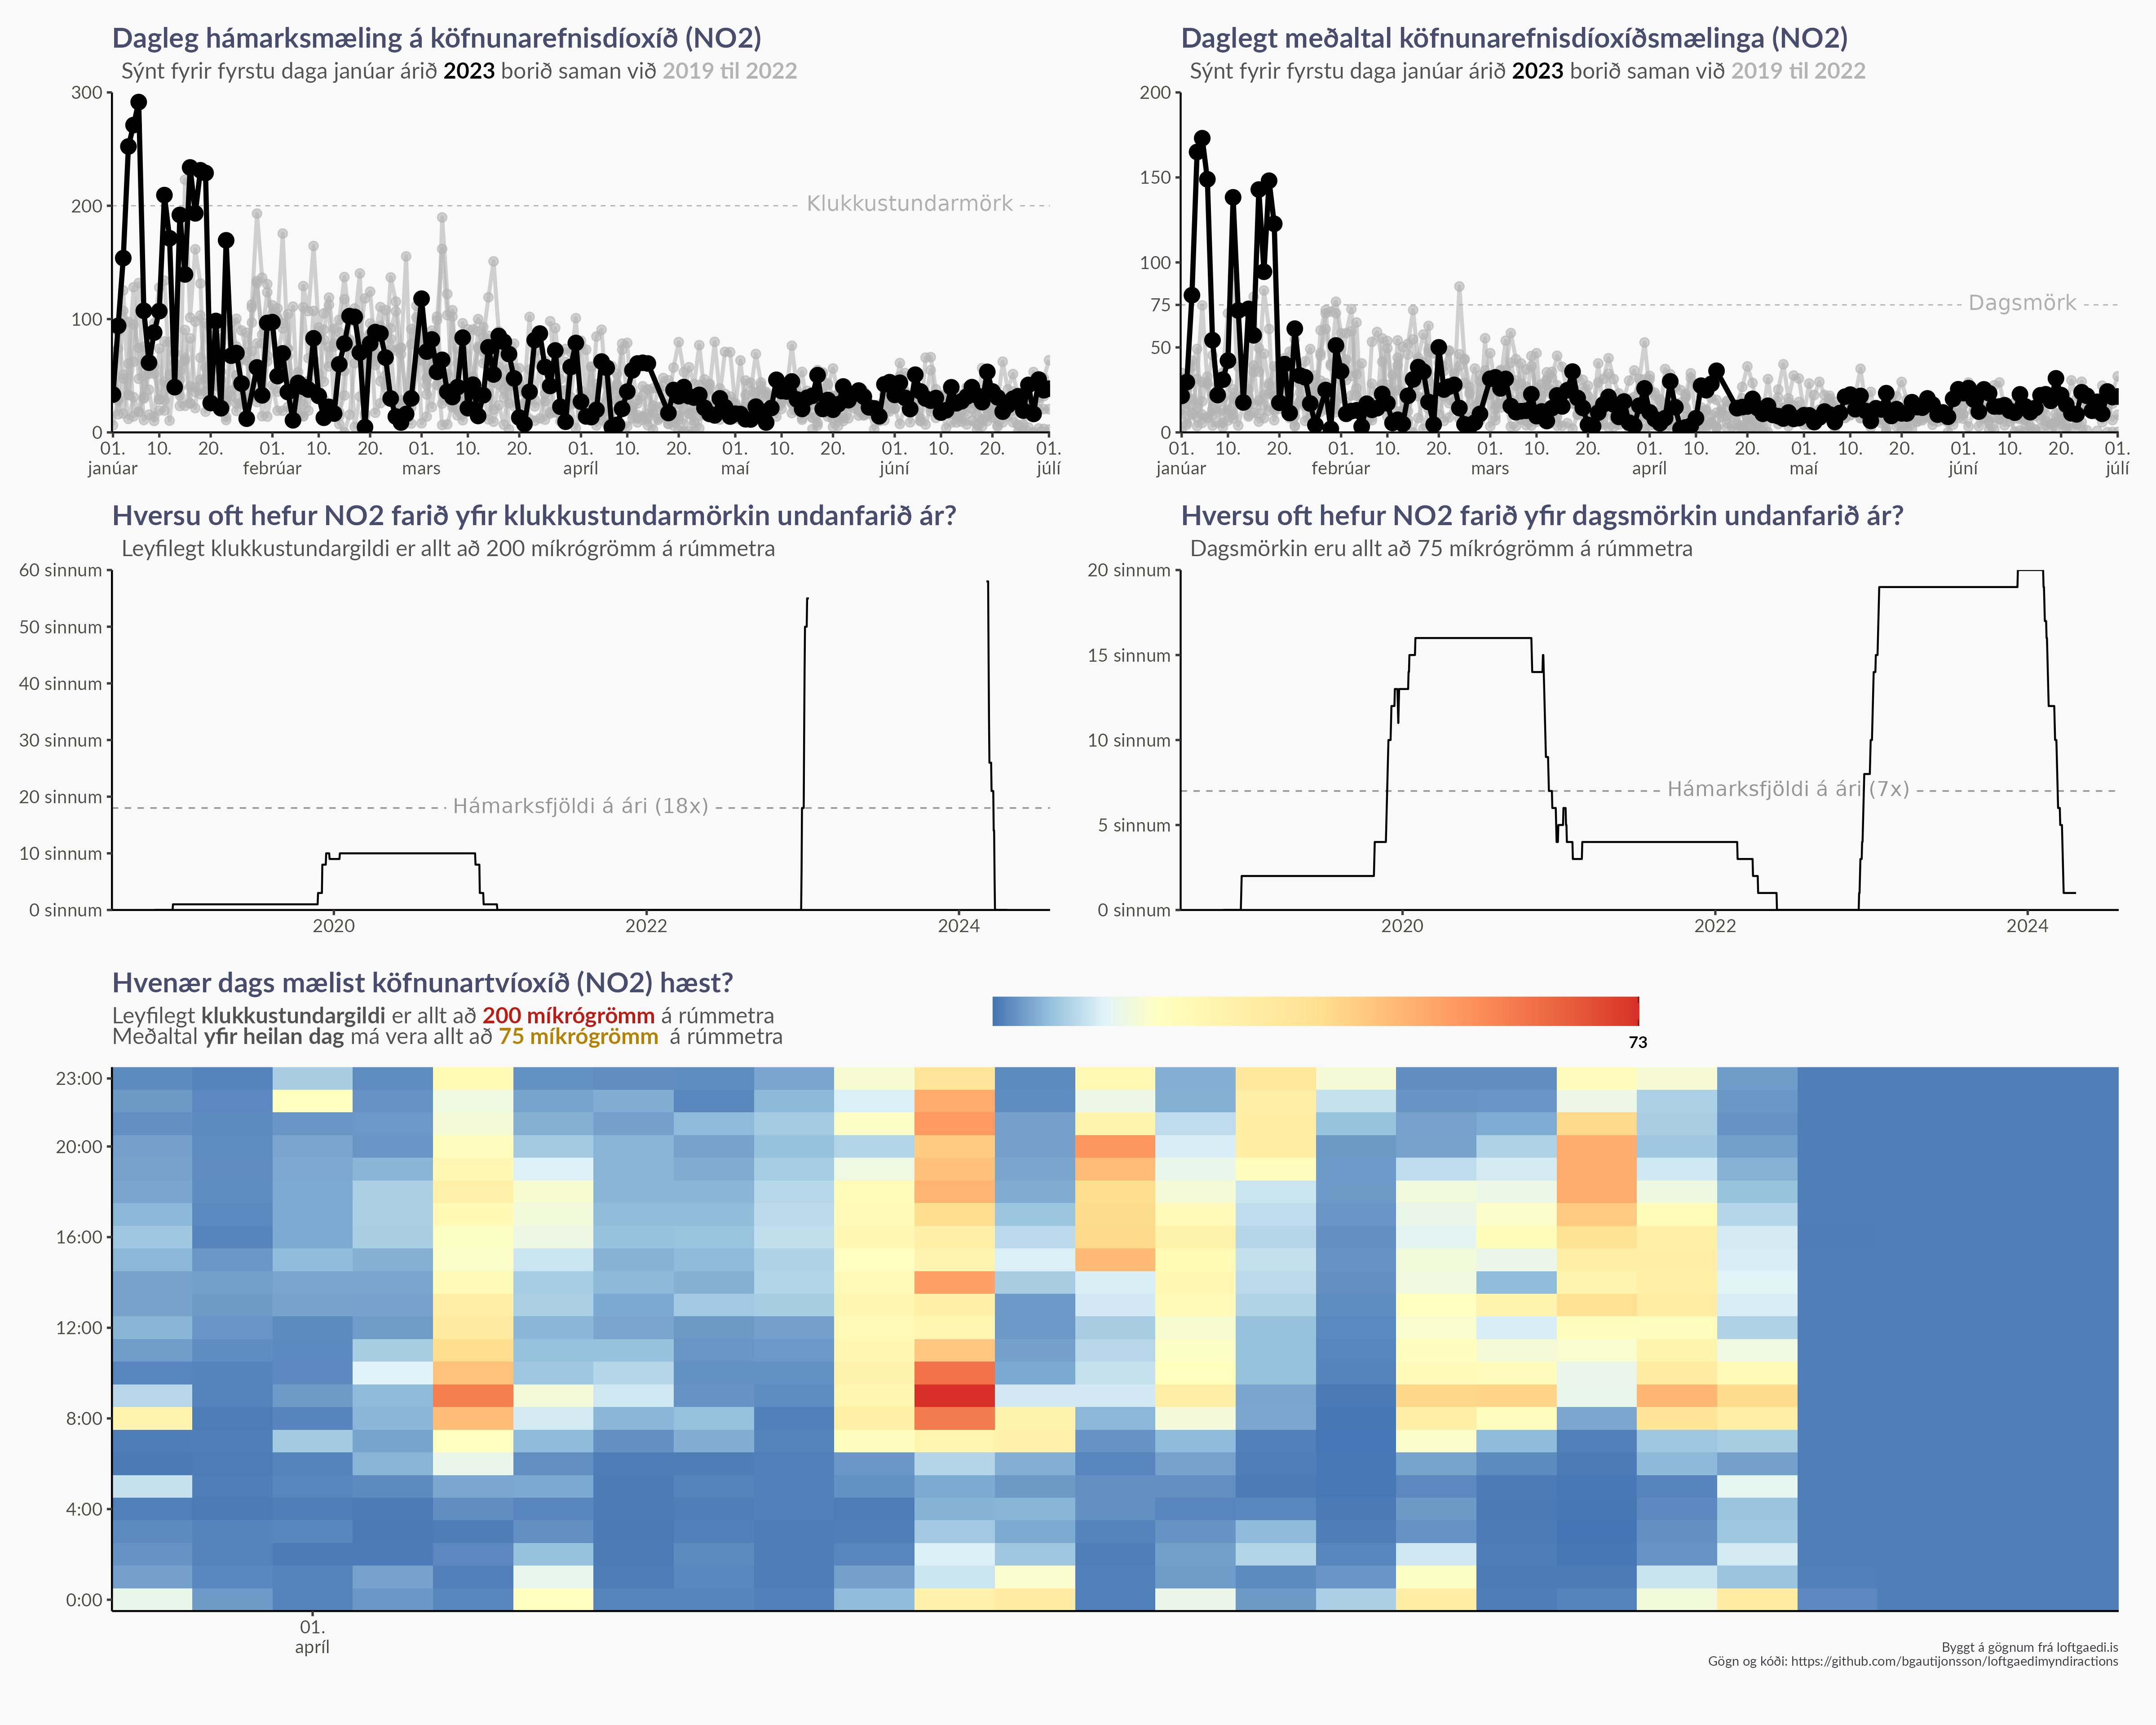 Dagleg hámarksmæling á köfnunarefnisdíoxíð (NO2)
Sýnt fyrir fyrstu daga janúar árið 2023 borið saman við 2019 til 2022
300
200
100
0
Klukkustundarmörk
01. 10. 20. 01. 10. 20. 01. 10. 20. 01. 10. 20. 01. 10. 20. 01. 10. 20. 01.
janúar febrúar mars apríl maí júní júlí
Daglegt meðaltal köfnunarefnisdíoxíðsmælinga (NO2)
Sýnt fyrir fyrstu daga janúar árið 2023 borið saman við 2019 til 2022
200
150
100
75
50
0
Dagsmörk
01. 10. 20. 01. 10. 20. 01. 10. 20. 01. 10. 20. 01. 10. 20. 01. 10. 20. 01.
janúar febrúar mars apríl maí júní júlí
Hversu oft hefur NO2 farið yfir klukkustundarmörkin undanfarið ár?
Leyfilegt klukkustundargildi er allt að 200 míkrógrömm á rúmmetra
60 sinnum
50 sinnum
40 sinnum
30 sinnum
20 sinnum
10 sinnum
0 sinnum
Hámarksfjöldi á ári (18x)
2020 2022 2024
Hversu oft hefur NO2 farið yfir dagsmörkin undanfarið ár?
Dagsmörkin eru allt að 75 míkrógrömm á rúmmetra
20 sinnum
15 sinnum
10 sinnum
5 sinnum
0 sinnum
Hámarksfjöldi á ári (7x)
2020 2022 2024
Hvenær dags mælist köfnunartvíoxíð (NO2) hæst?
Leyfilegt klukkustundargildi er allt að 200 míkrógrömm á rúmmetra
Meðaltal yfir heilan dag má vera allt að 75 míkrógrömm á rúmmetra
73
23:00
20:00
16:00
12:00
8:00
4:00
0:00
01.
apríl
Byggt á gögnum frá loftgaedi.is
Gögn og kóði: https://github.com/bgautijonsson/loftgaedimyndiractions